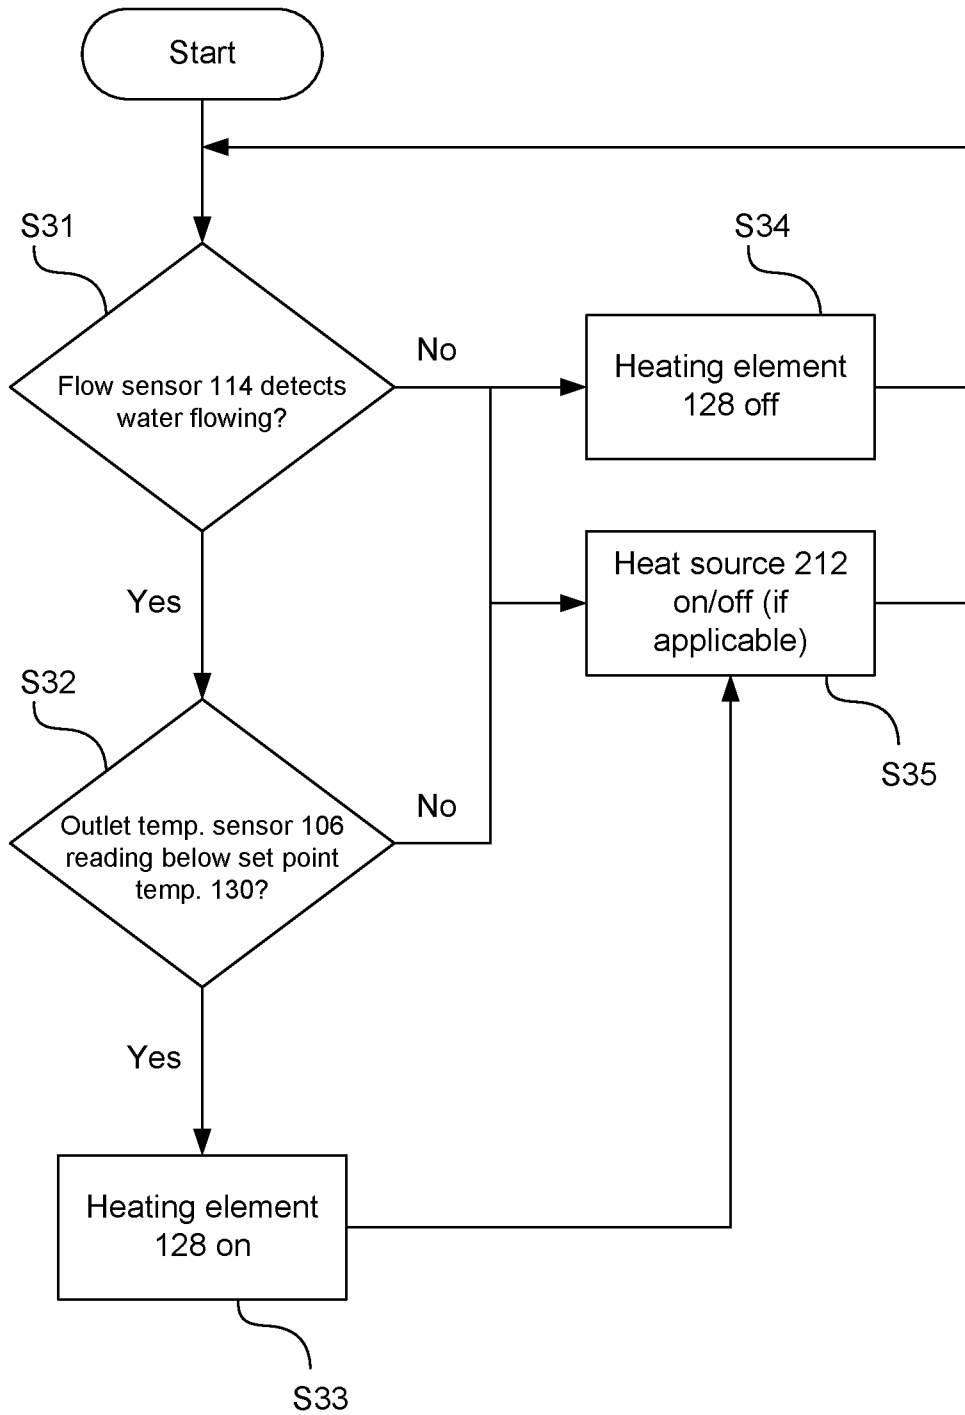 Start
S31
S34
No
Heating element
128 off
Flow sensor 114 detects
water flowing?
Heat source 212
on/off (if
applicable)
Yes
S32
S35
No
Outlet temp. sensor 106
reading below set point
temp. 130?
Yes
Heating element
128 on
S33